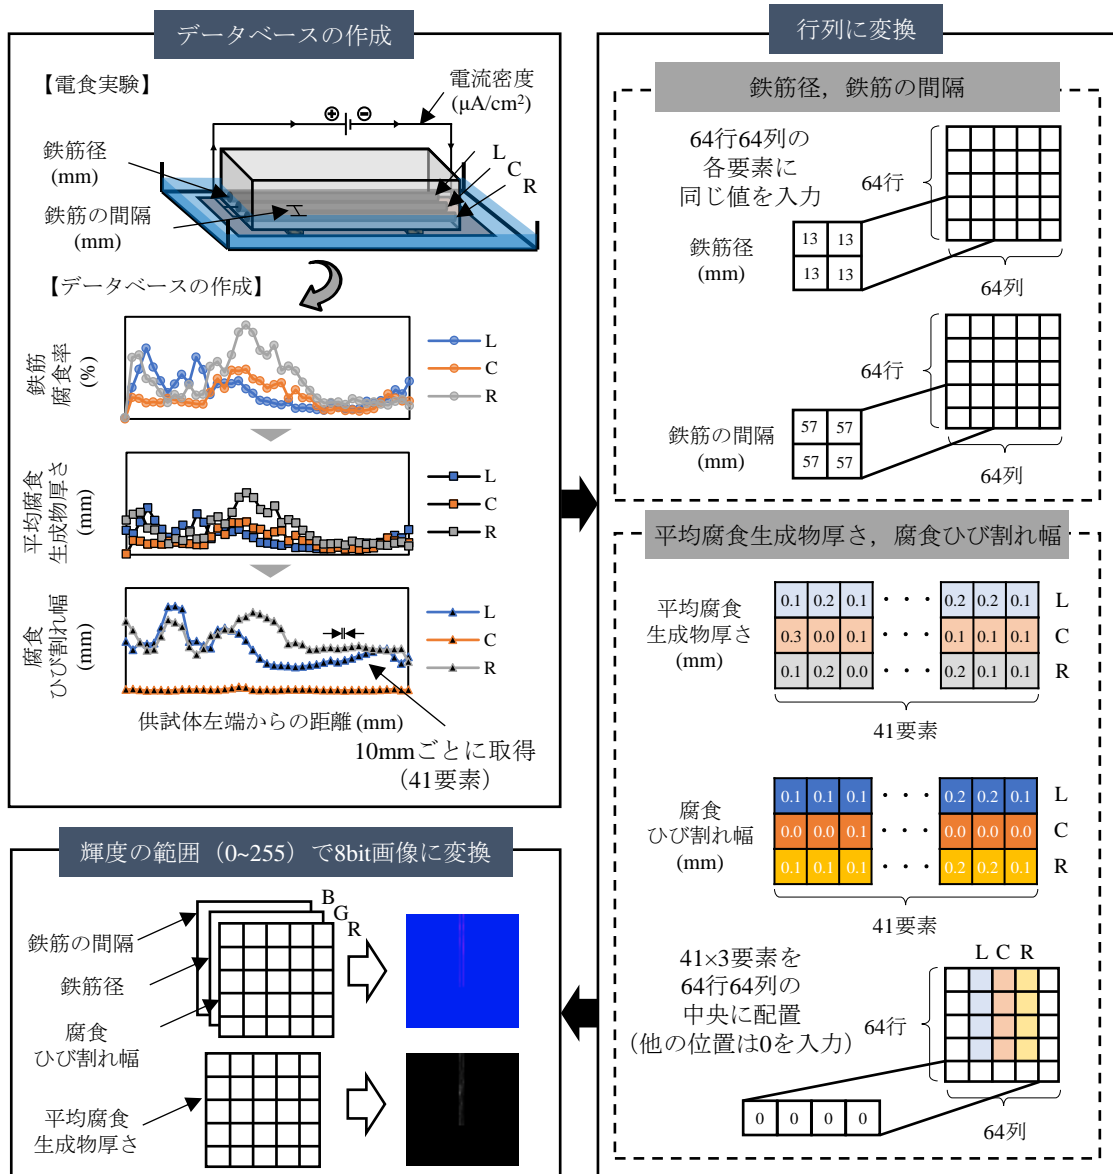 データベースの作成
【電食実験】
電流密度
(μA/cm²)
⊕ ⊖
鉄筋径
(mm)
L
C
R
鉄筋の間隔
(mm)
【データベースの作成】
鉄筋
腐食率
(%)
L
C
R
平均腐食
生成物厚さ
(mm)
L
C
R
腐食
ひび割れ幅
(mm)
L
C
R
供試体左端からの距離 (mm)
10mmごとに取得
（41要素）
行列に変換
鉄筋径，鉄筋の間隔
64行64列の
各要素に
同じ値を入力
64行
鉄筋径
(mm)
13 13
13 13
64列
64行
鉄筋の間隔
(mm)
57 57
57 57
64列
平均腐食生成物厚さ，腐食ひび割れ幅
平均腐食
生成物厚さ
(mm)
0.1 0.2 0.1 ・・・ 0.2 0.2 0.1 L
0.3 0.0 0.1 ・・・ 0.1 0.1 0.1 C
0.1 0.2 0.0 ・・・ 0.2 0.1 0.1 R
41要素
腐食
ひび割れ幅
(mm)
0.1 0.1 0.1 ・・・ 0.2 0.2 0.1 L
0.0 0.0 0.1 ・・・ 0.0 0.0 0.0 C
0.1 0.1 0.1 ・・・ 0.2 0.2 0.1 R
41要素
41×3要素を
64行64列の
中央に配置
（他の位置は0を入力）
L C R
64行
0 0 0 0
64列
輝度の範囲（0~255）で8bit画像に変換
B
G
R
鉄筋の間隔
鉄筋径
腐食
ひび割れ幅
平均腐食
生成物厚さ